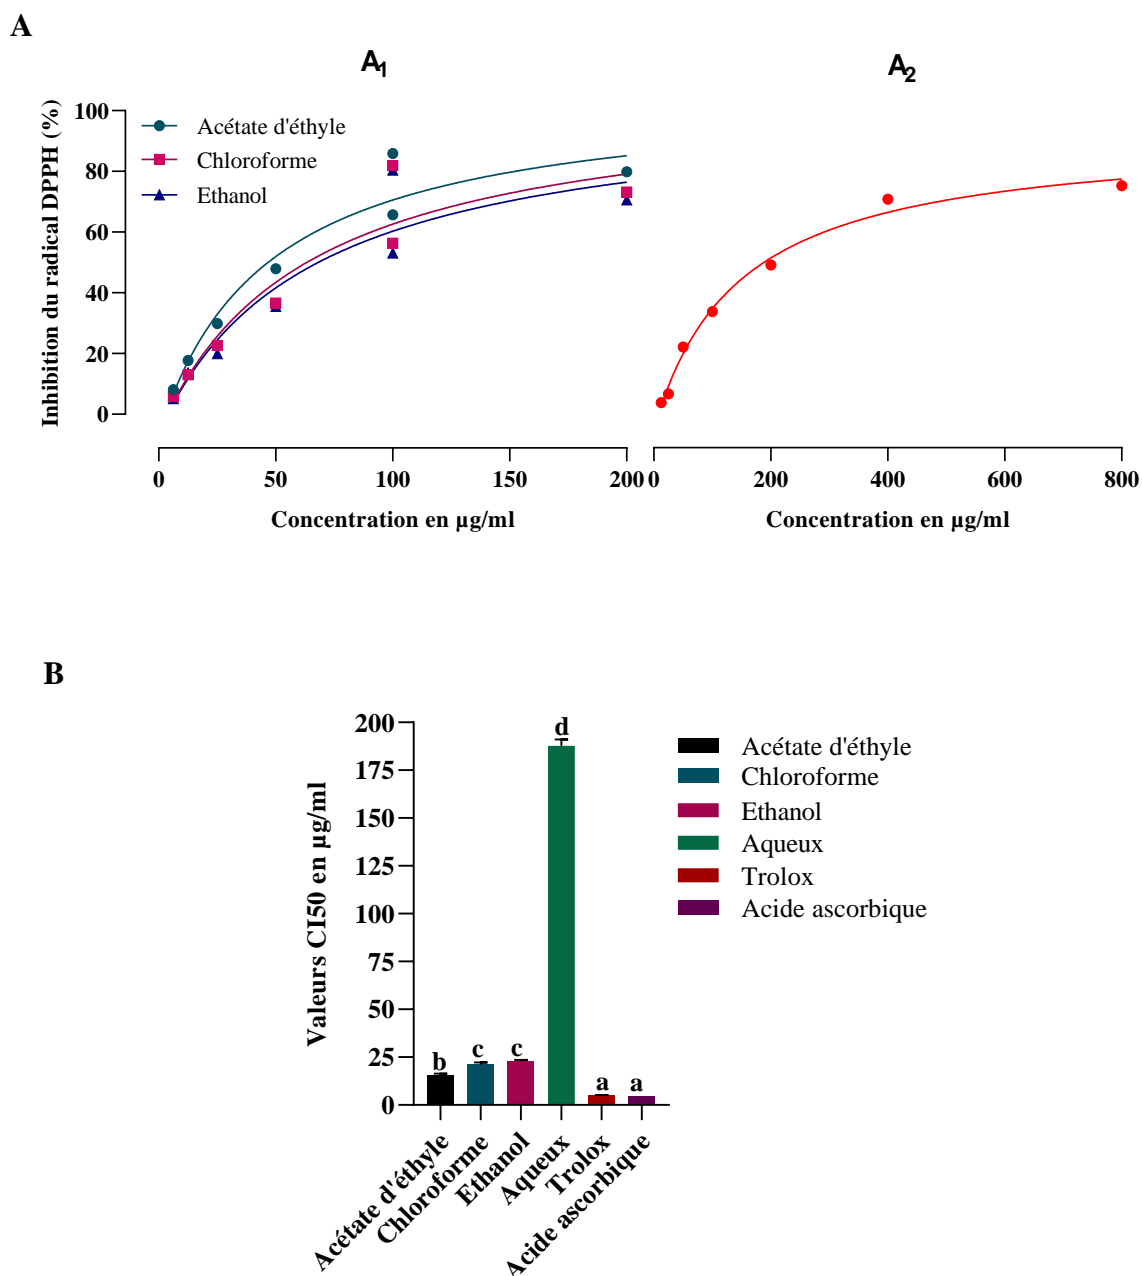 A
A₁
A₂
Inhibition du radical DPPH (%)
100
80
60
40
20
0
Acétate d'éthyle
Chloroforme
Ethanol
0
50
100
150
200
0
200
400
600
800
Concentration en µg/ml
Concentration en µg/ml
B
Valeurs CI50 en µg/ml
200
175
150
125
100
75
50
25
0
b
c
c
d
a
a
Acétate d'éthyle
Chloroforme
Ethanol
Aqueux
Trolox
Acide ascorbique
Acétate d'éthyle
Chloroforme
Ethanol
Aqueux
Trolox
Acide ascorbique